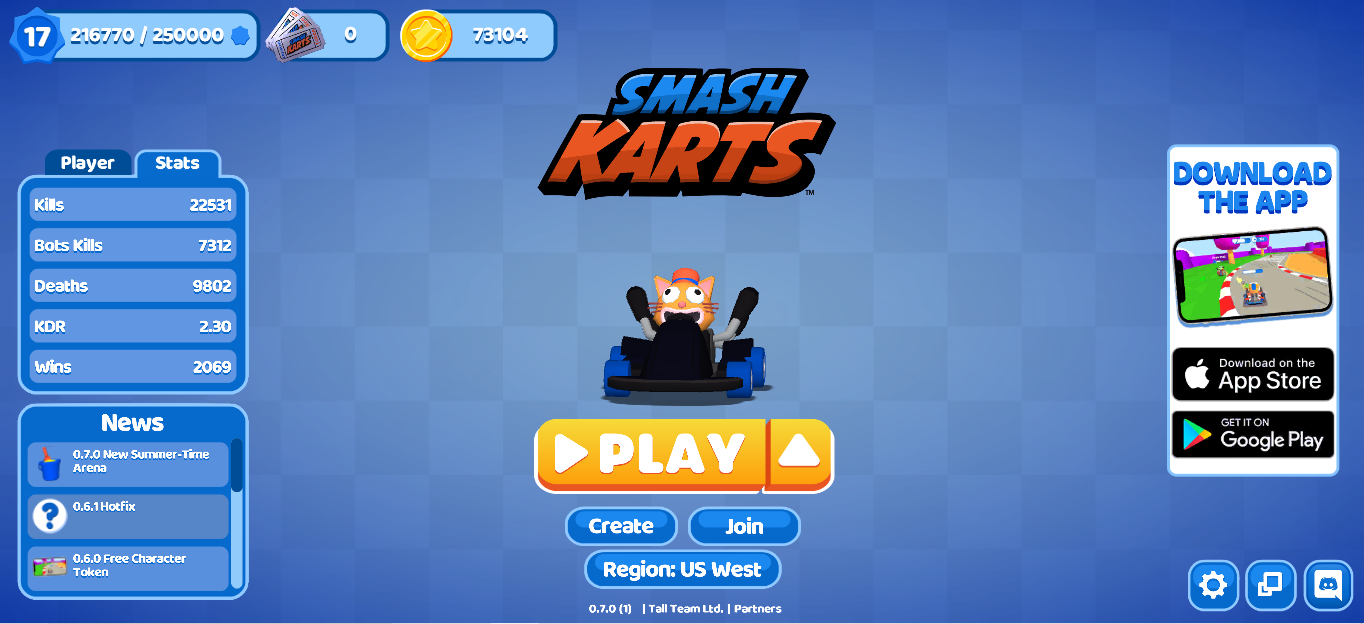 17
216770 / 250000
0
73104
SMASH
KARTS
™
Player
Stats
Kills 22531
Bots Kills 7312
Deaths 9802
KDR 2.30
Wins 2069
News
0.7.0 New Summer-Time
Arena
0.6.1 Hotfix
?
0.6.0 Free Character
Token
PLAY
Create
Join
Region: US West
0.7.0 (1) | Tall Team Ltd. | Partners
DOWNLOAD
THE APP
Download on the
App Store
GET IT ON
Google Play